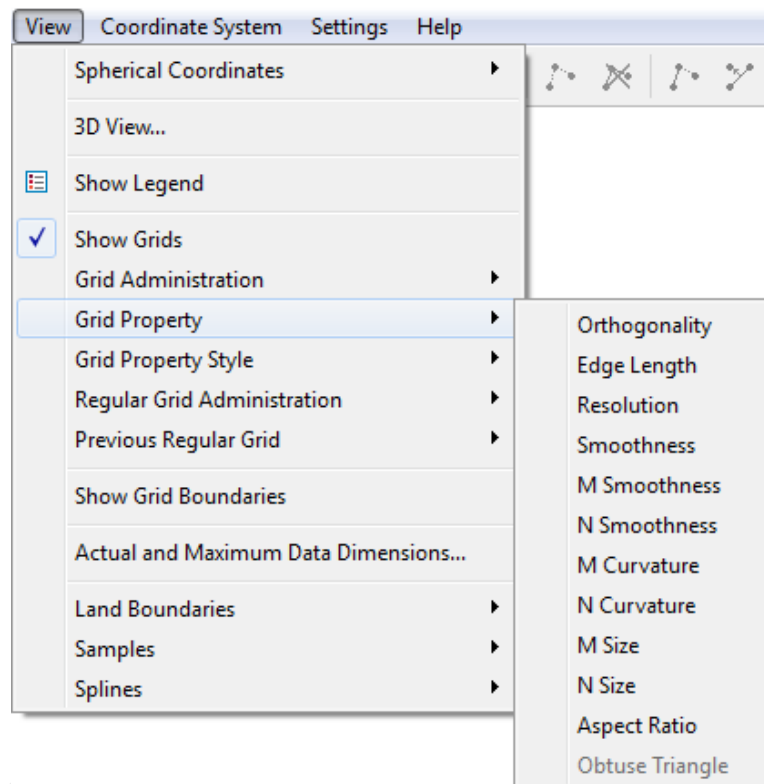 View Coordinate System Settings Help
Spherical Coordinates
3D View...
Show Legend
Show Grids
Grid Administration
Grid Property
Grid Property Style
Regular Grid Administration
Previous Regular Grid
Show Grid Boundaries
Actual and Maximum Data Dimensions...
Land Boundaries
Samples
Splines
Orthogonality
Edge Length
Resolution
Smoothness
M Smoothness
N Smoothness
M Curvature
N Curvature
M Size
N Size
Aspect Ratio
Obtuse Triangle